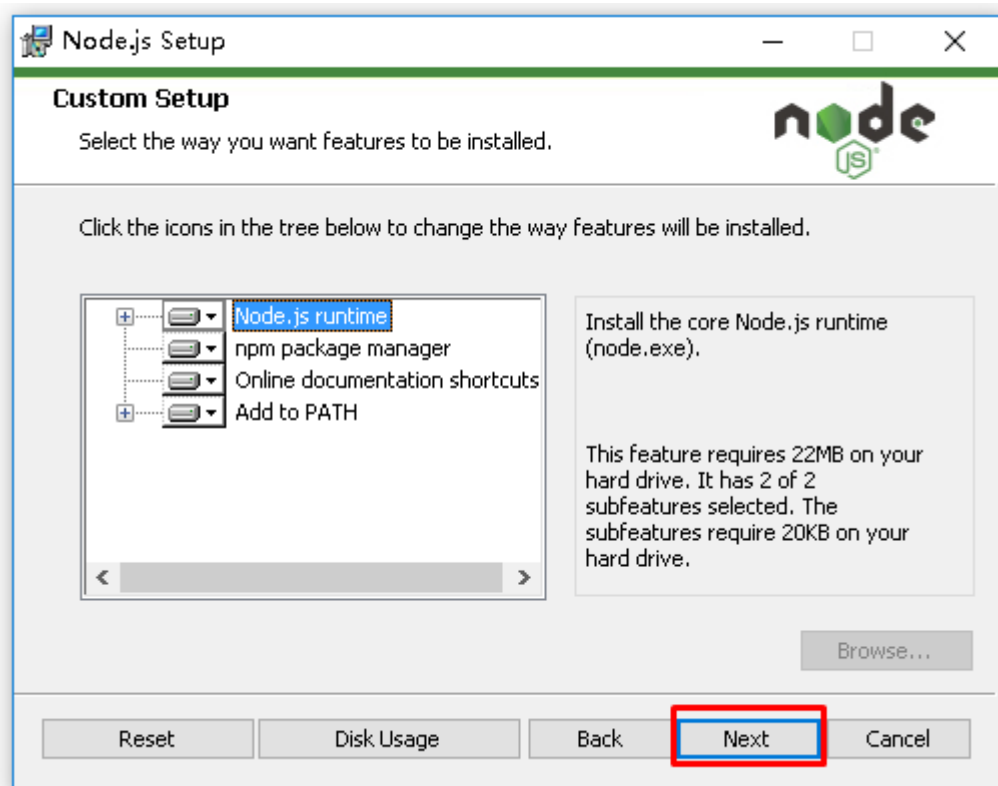 Node.js Setup
Custom Setup
Select the way you want features to be installed.
node
JS
Click the icons in the tree below to change the way features will be installed.
Node.js runtime
npm package manager
Online documentation shortcuts
Add to PATH
Install the core Node.js runtime
(node.exe).
This feature requires 22MB on your
hard drive. It has 2 of 2
subfeatures selected. The
subfeatures require 20KB on your
hard drive.
Browse...
Reset
Disk Usage
Back
Next
Cancel